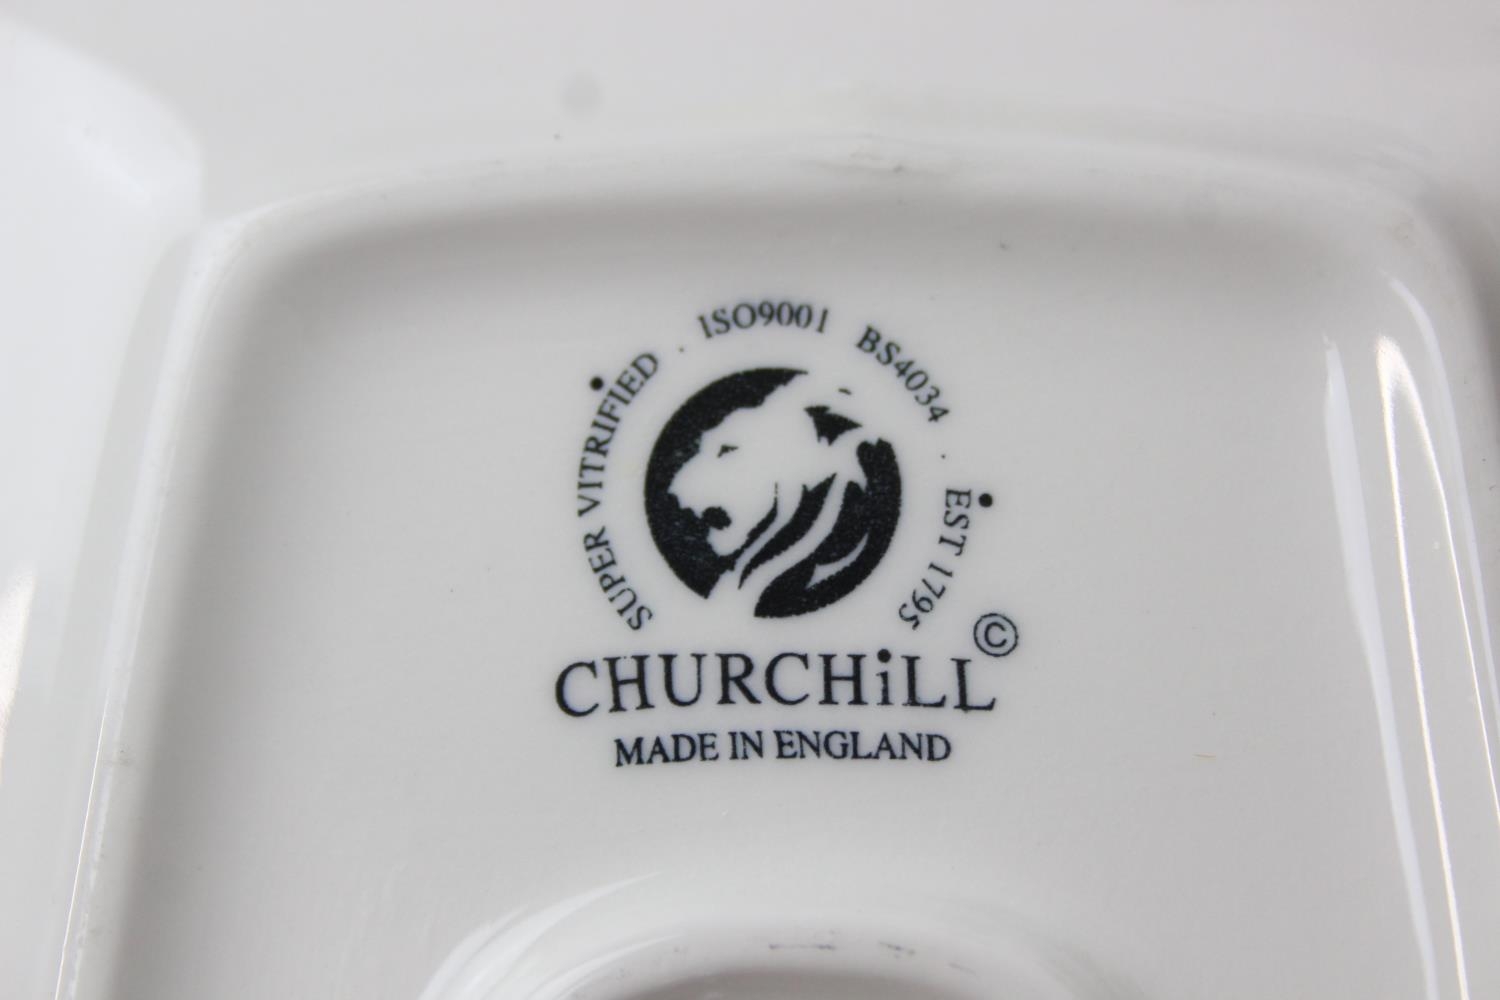 SUPER VITRIFIED · ISO9001 BS4034 · EST 1795
©
CHURCHiLL
MADE IN ENGLAND